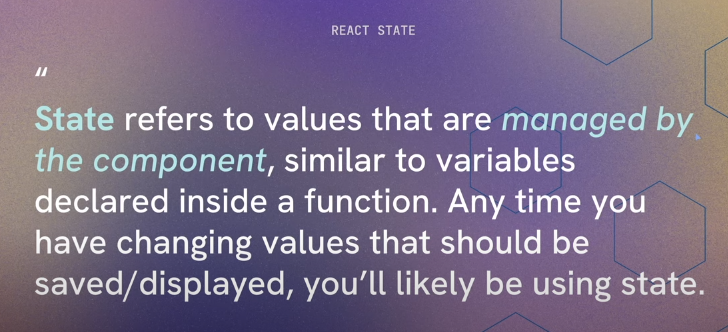 REACT STATE
“
State refers to values that are managed by
the component, similar to variables
declared inside a function. Any time you
have changing values that should be
saved/displayed, you’ll likely be using state.